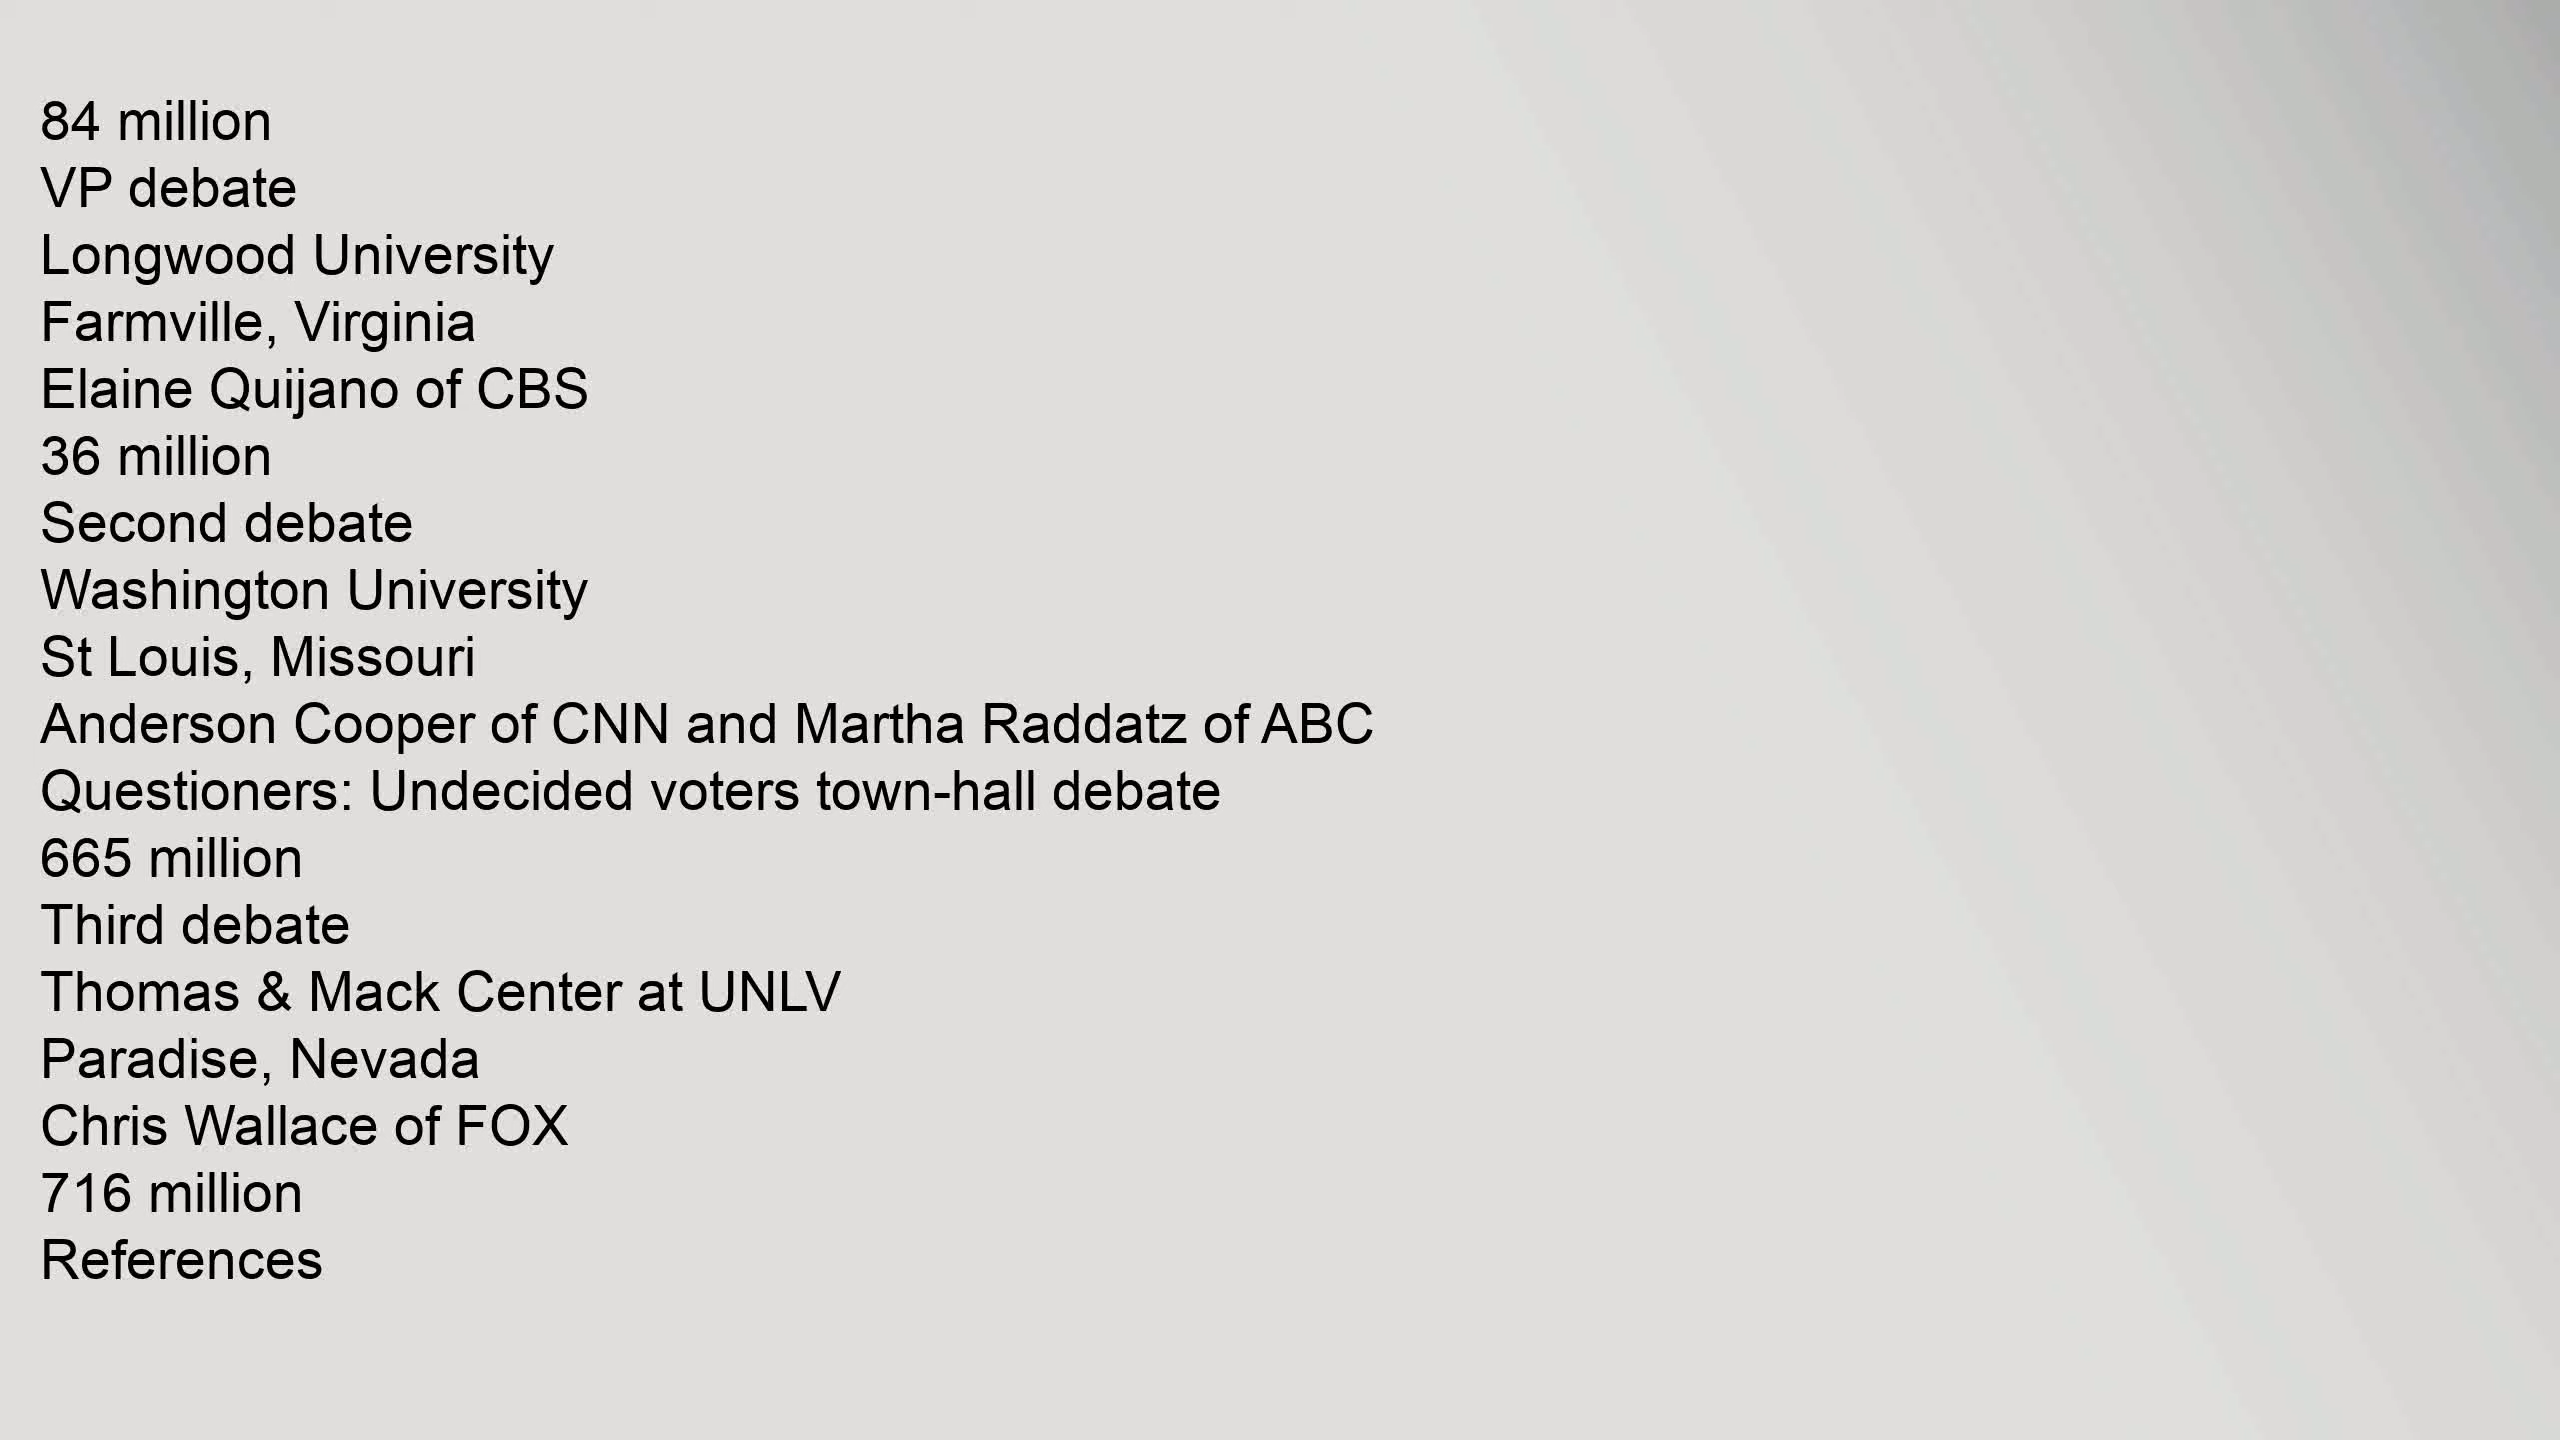 84 million
VP debate
Longwood University
Farmville, Virginia
Elaine Quijano of CBS
36 million
Second debate
Washington University
St Louis, Missouri
Anderson Cooper of CNN and Martha Raddatz of ABC
Questioners: Undecided voters town-hall debate
665 million
Third debate
Thomas & Mack Center at UNLV
Paradise, Nevada
Chris Wallace of FOX
716 million
References